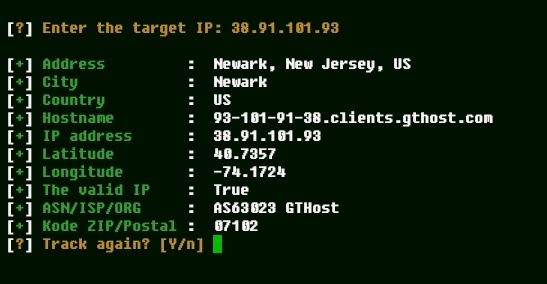 [?] Enter the target IP: 38.91.101.93
[+] Address : Newark, New Jersey, US
[+] City : Newark
[+] Country : US
[+] Hostname : 93-101-91-38.clients.gthost.com
[+] IP address : 38.91.101.93
[+] Latitude : 40.7357
[+] Longitude : -74.1724
[+] The valid IP : True
[+] ASN/ISP/ORG : AS63023 GTHost
[+] Kode ZIP/Postal : 07102
[?] Track again? [Y/n]